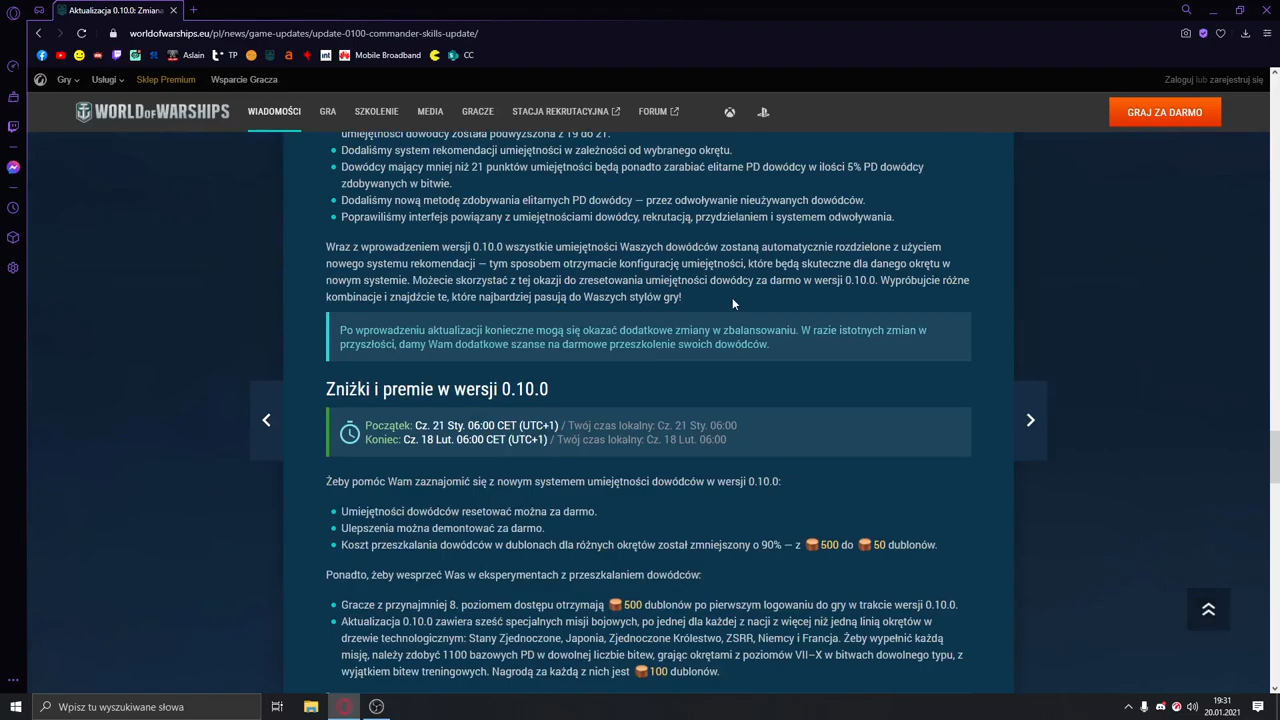 Aktualizacja 0.10.0: Zmiana
worldofwarships.eu/pl/news/game-updates/update-0100-commander-skills-update/
Aslain TP int Mobile Broadband CC
Gry Usługi Sklep Premium Wsparcie Gracza Zaloguj lub zarejestruj się
WORLD OF WARSHIPS WIADOMOŚCI GRA SZKOLENIE MEDIA GRACZE STACJA REKRUTACYJNA FORUM GRAJ ZA DARMO
umiejętności dowódcy została podwyższona z 19 do 21.
Dodaliśmy system rekomendacji umiejętności w zależności od wybranego okrętu.
Dowódcy mający mniej niż 21 punktów umiejętności będą ponadto zarabiać elitarne PD dowódcy w ilości 5% PD dowódcy
zdobywanych w bitwie.
Dodaliśmy nową metodę zdobywania elitarnych PD dowódcy — przez odwoływanie nieużywanych dowódców.
Poprawiliśmy interfejs powiązany z umiejętnościami dowódcy, rekrutacją, przydzielaniem i systemem odwoływania.
Wraz z wprowadzeniem wersji 0.10.0 wszystkie umiejętności Waszych dowódców zostaną automatycznie rozdzielone z użyciem
nowego systemu rekomendacji — tym sposobem otrzymacie konfigurację umiejętności, które będą skuteczne dla danego okrętu w
nowym systemie. Możecie skorzystać z tej okazji do zresetowania umiejętności dowódcy za darmo w wersji 0.10.0. Wypróbujcie różne
kombinacje i znajdźcie te, które najbardziej pasują do Waszych stylów gry!
Po wprowadzeniu aktualizacji konieczne mogą się okazać dodatkowe zmiany w zbalansowaniu. W razie istotnych zmian w
przyszłości, damy Wam dodatkowe szanse na darmowe przeszkolenie swoich dowódców.
Zniżki i premie w wersji 0.10.0
Początek: Cz. 21 Sty. 06:00 CET (UTC+1) / Twój czas lokalny: Cz. 21 Sty. 06:00
Koniec: Cz. 18 Lut. 06:00 CET (UTC+1) / Twój czas lokalny: Cz. 18 Lut. 06:00
Żeby pomóc Wam zaznajomić się z nowym systemem umiejętności dowódców w wersji 0.10.0:
Umiejętności dowódców resetować można za darmo.
Ulepszenia można demontować za darmo.
Koszt przeszkalania dowódców w dublonach dla różnych okrętów został zmniejszony o 90% — z 500 do 50 dublonów.
Ponadto, żeby wesprzeć Was w eksperymentach z przeszkalaniem dowódców:
Gracze z przynajmniej 8. poziomem dostępu otrzymają 500 dublonów po pierwszym logowaniu do gry w trakcie wersji 0.10.0.
Aktualizacja 0.10.0 zawiera sześć specjalnych misji bojowych, po jednej dla każdej z nacji z więcej niż jedną linią okrętów w
drzewie technologicznym: Stany Zjednoczone, Japonia, Zjednoczone Królestwo, ZSRR, Niemcy i Francja. Żeby wypełnić każdą
misję, należy zdobyć 1100 bazowych PD w dowolnej liczbie bitew, grając okrętami z poziomów VII–X w bitwach dowolnego typu, z
wyjątkiem bitew treningowych. Nagrodą za każdą z nich jest 100 dublonów.
Wpisz tu wyszukiwane słowa
19:31
20.01.2021